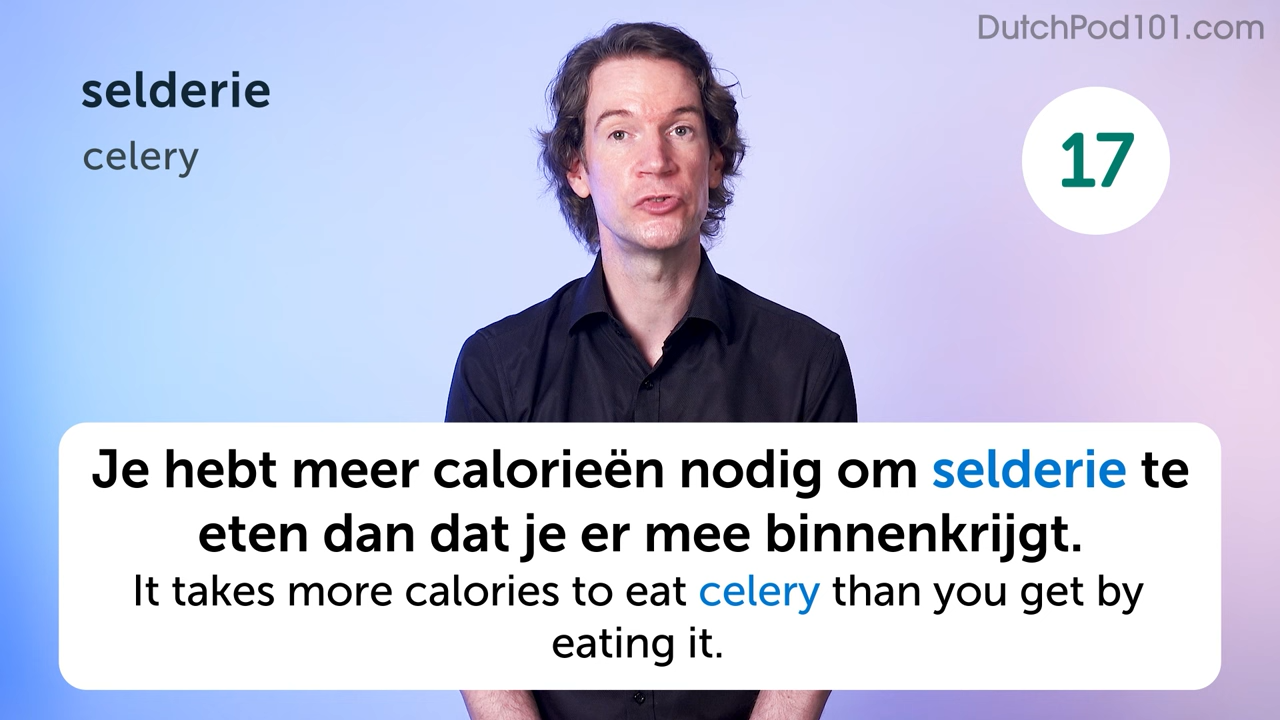 DutchPod101.com
selderie
celery
17
Je hebt meer calorieën nodig om selderie te
eten dan dat je er mee binnenkrijgt.
It takes more calories to eat celery than you get by
eating it.